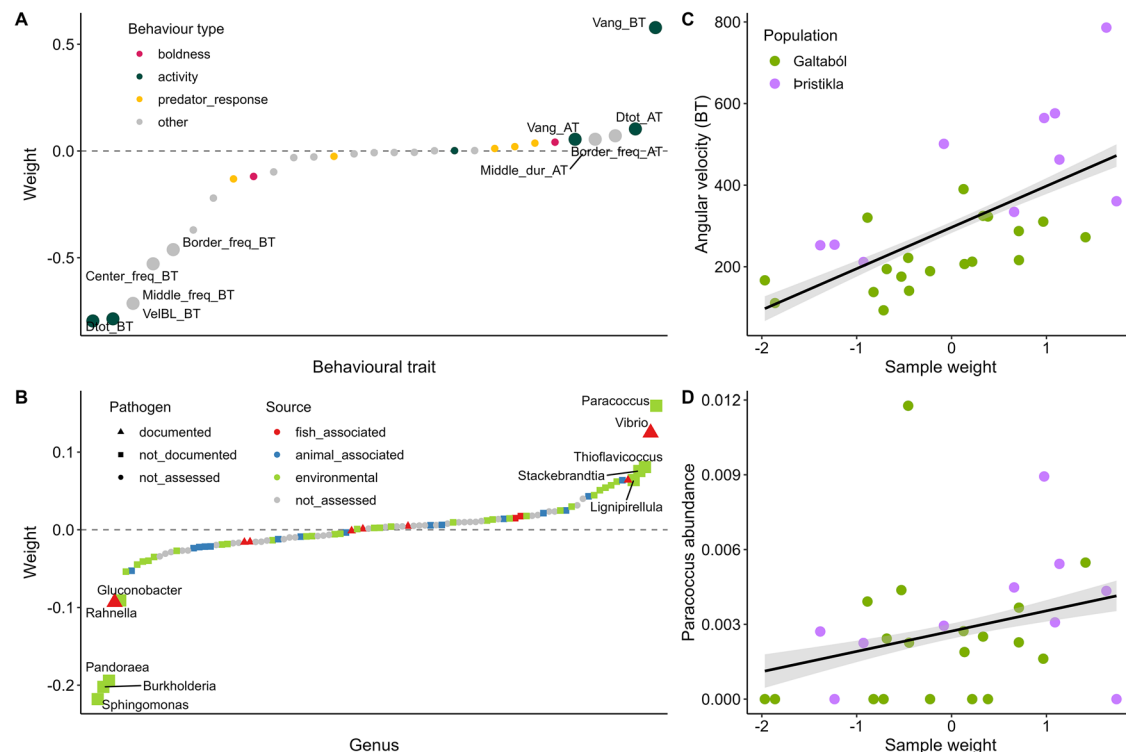 A
Behaviour type
boldness
activity
predator_response
other
Vang_BT
Vang_AT
Dtot_AT
Border_freq_AT
Middle_dur_AT
Border_freq_BT
Center_freq_BT
Middle_freq_BT
VelBL_BT
Dtot_BT
0.5
0.0
-0.5
Weight
Behavioural trait
C
Population
Galtaból
Þristikla
800
600
400
200
Angular velocity (BT)
-2
-1
0
1
Sample weight
B
Pathogen
documented
not_documented
not_assessed
Source
fish_associated
animal_associated
environmental
not_assessed
Paracoccus
Vibrio
Thioflavicoccus
Stackebrandtia
Lignipirellula
Gluconobacter
Rahnella
Pandoraea
Burkholderia
Sphingomonas
0.1
0.0
-0.1
-0.2
Weight
Genus
D
0.012
0.009
0.006
0.003
0.000
Paracoccus abundance
-2
-1
0
1
Sample weight